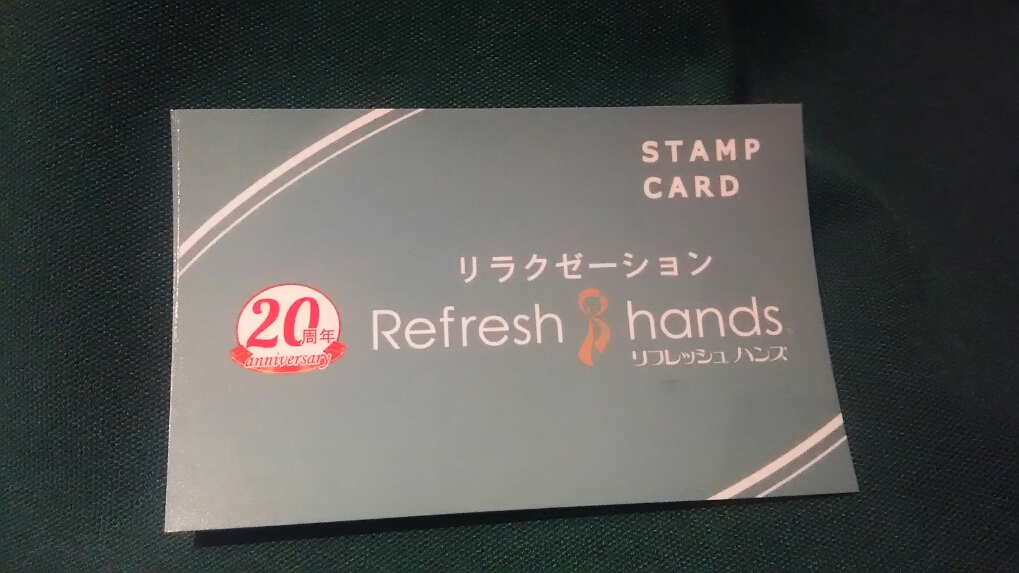 STAMP
CARD
リラクゼーション
20周年
anniversary
Refresh hands
リフレッシュ ハンズ